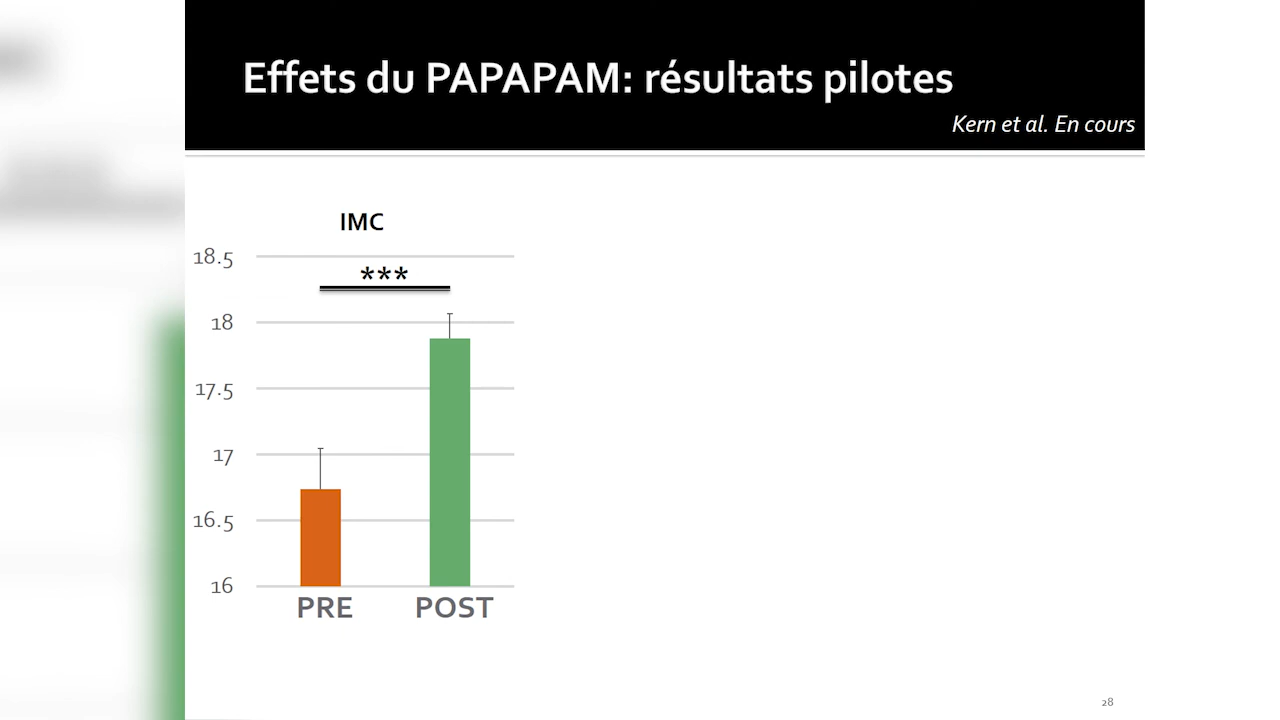 Effets du PAPAPAM: résultats pilotes
Kern et al. En cours
IMC
18.5
***
18
17.5
17
16.5
16
PRE POST
28